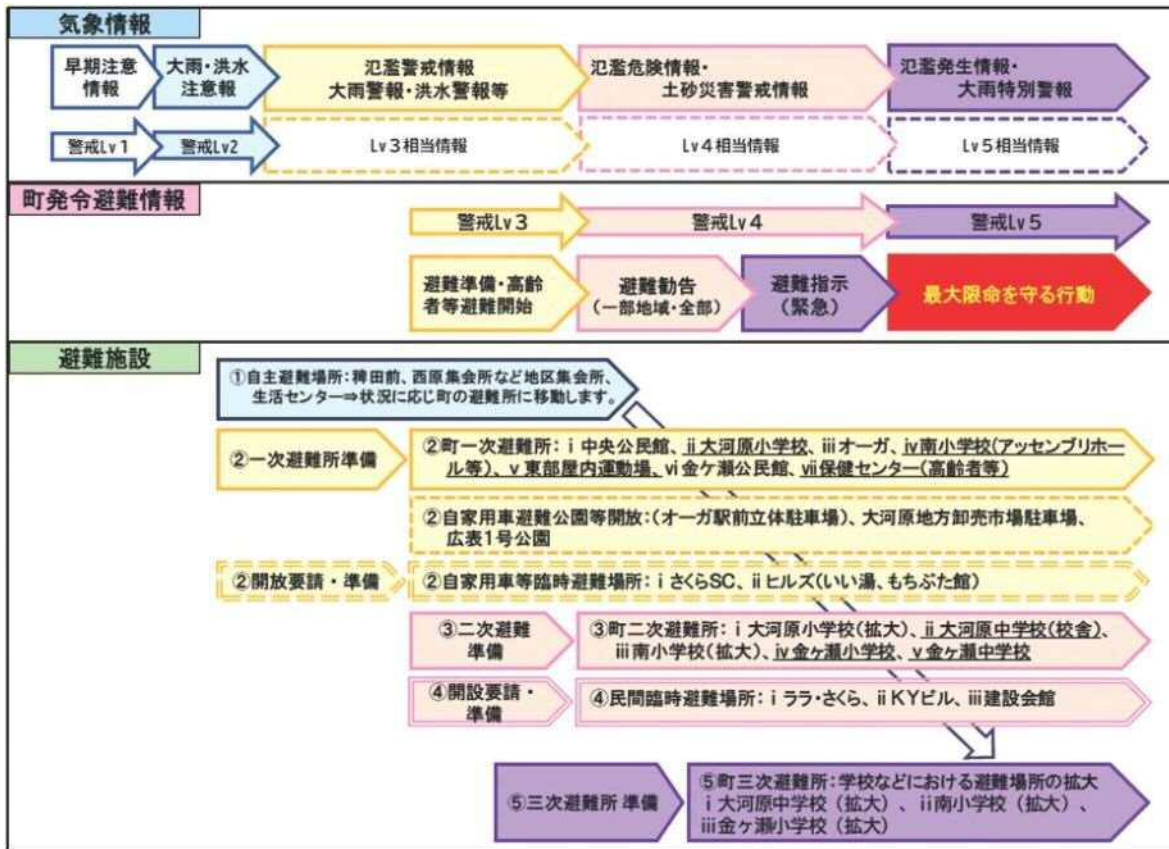 気象情報
早期注意
情報
大雨・洪水
注意報
氾濫警戒情報
大雨警報・洪水警報等
氾濫危険情報・
土砂災害警戒情報
氾濫発生情報・
大雨特別警報
警戒Lv1
警戒Lv2
Lv3相当情報
Lv4相当情報
Lv5相当情報
町発令避難情報
警戒Lv3
警戒Lv4
警戒Lv5
避難準備・高齢
者等避難開始
避難勧告
(一部地域・全部)
避難指示
(緊急)
最大限命を守る行動
避難施設
①自主避難場所:稗田前、西原集会所など地区集会所、
生活センター⇒状況に応じ町の避難所に移動します。
②一次避難所準備
②町一次避難所:ⅰ中央公民館、ⅱ大河原小学校、ⅲオーガ、ⅳ南小学校(アッセンブリホー
ル等)、ⅴ東部屋内運動場、ⅵ金ケ瀬公民館、ⅶ保健センター(高齢者等)
②自家用車避難公園等開放:(オーガ駅前立体駐車場)、大河原地方卸売市場駐車場、
広表1号公園
②開放要請・準備
②自家用車等臨時避難場所:ⅰさくらSC、ⅱヒルズ(いい湯、もちぶた館)
③二次避難
準備
③町二次避難所:ⅰ大河原小学校(拡大)、ⅱ大河原中学校(校舎)、
ⅲ南小学校(拡大)、ⅳ金ケ瀬小学校、ⅴ金ケ瀬中学校
④開設要請・
準備
④民間臨時避難場所:ⅰララ・さくら、ⅱKYビル、ⅲ建設会館
⑤三次避難所 準備
⑤町三次避難所:学校などにおける避難場所の拡大
ⅰ大河原中学校(拡大)、ⅱ南小学校(拡大)、
ⅲ金ケ瀬小学校(拡大)